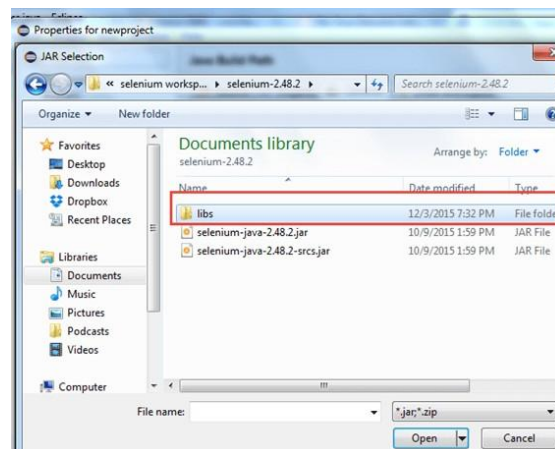 Properties for newproject
JAR Selection
« selenium worksp... ▸ selenium-2.48.2 ▸
Search selenium-2.48.2
Organize New folder
Favorites
Desktop
Downloads
Dropbox
Recent Places
Libraries
Documents
Music
Pictures
Podcasts
Videos
Computer
Documents library
selenium-2.48.2
Arrange by: Folder
Name Date modified Type
libs 12/3/2015 7:32 PM File folde
selenium-java-2.48.2.jar 10/9/2015 1:59 PM JAR File
selenium-java-2.48.2-srcs.jar 10/9/2015 1:59 PM JAR File
File name: *.jar;*.zip
Open Cancel